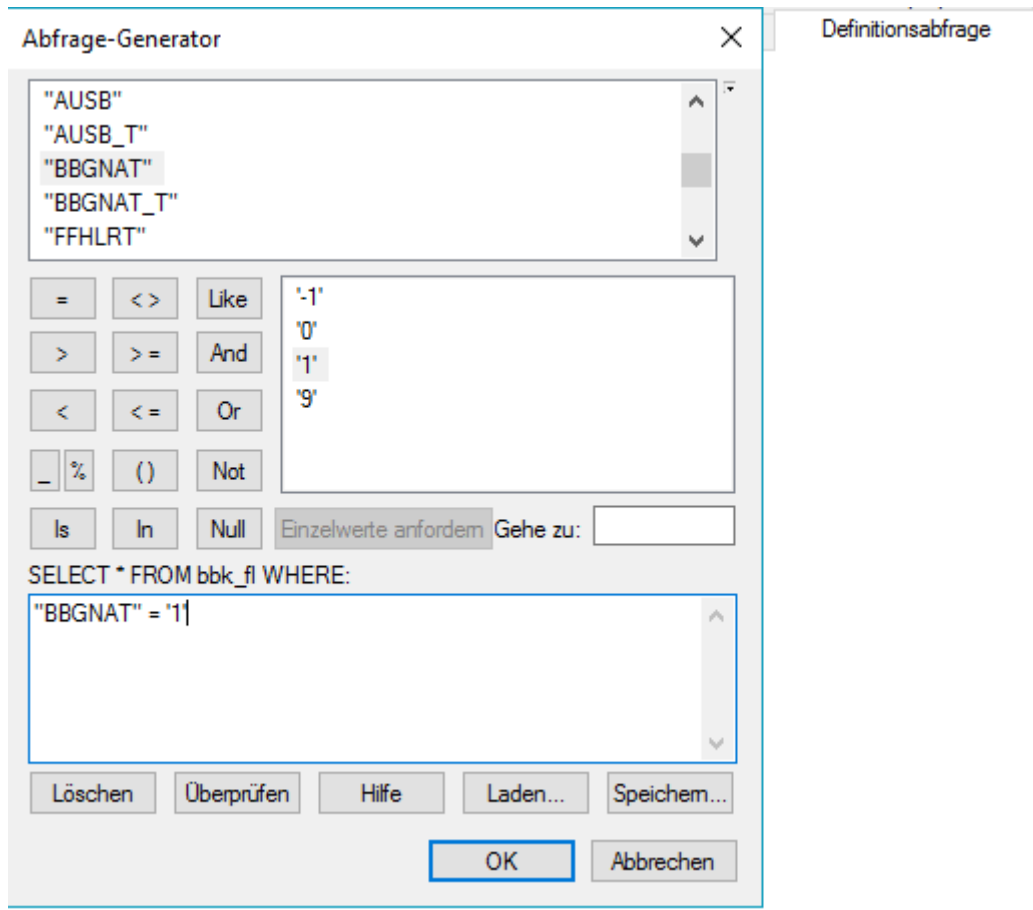 Abfrage-Generator
Definitionsabfrage
"AUSB"
"AUSB_T"
"BBGNAT"
"BBGNAT_T"
"FFHLRT"
= <> Like
> >= And
< <= Or
_ % () Not
Is In Null
'-1'
'0'
'1'
'9'
Einzelwerte anfordern Gehe zu:
SELECT * FROM bbk_fl WHERE:
"BBGNAT" = '1'
Löschen Überprüfen Hilfe Laden... Speichern...
OK Abbrechen